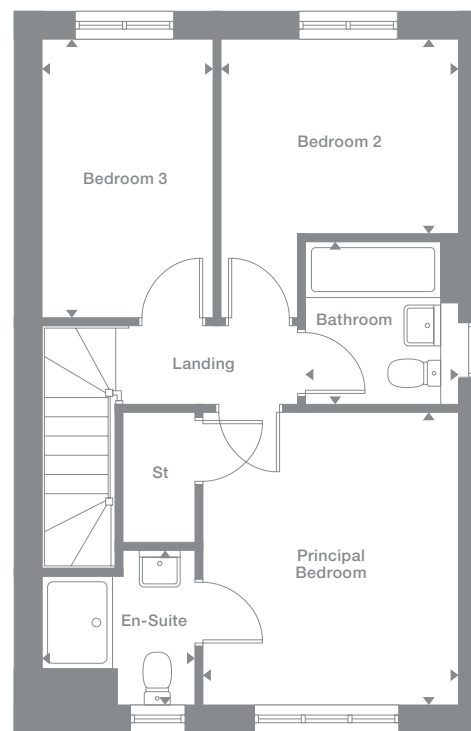 Bedroom 2
Bedroom 3
Bathroom
Landing
St
Principal
Bedroom
En-Suite